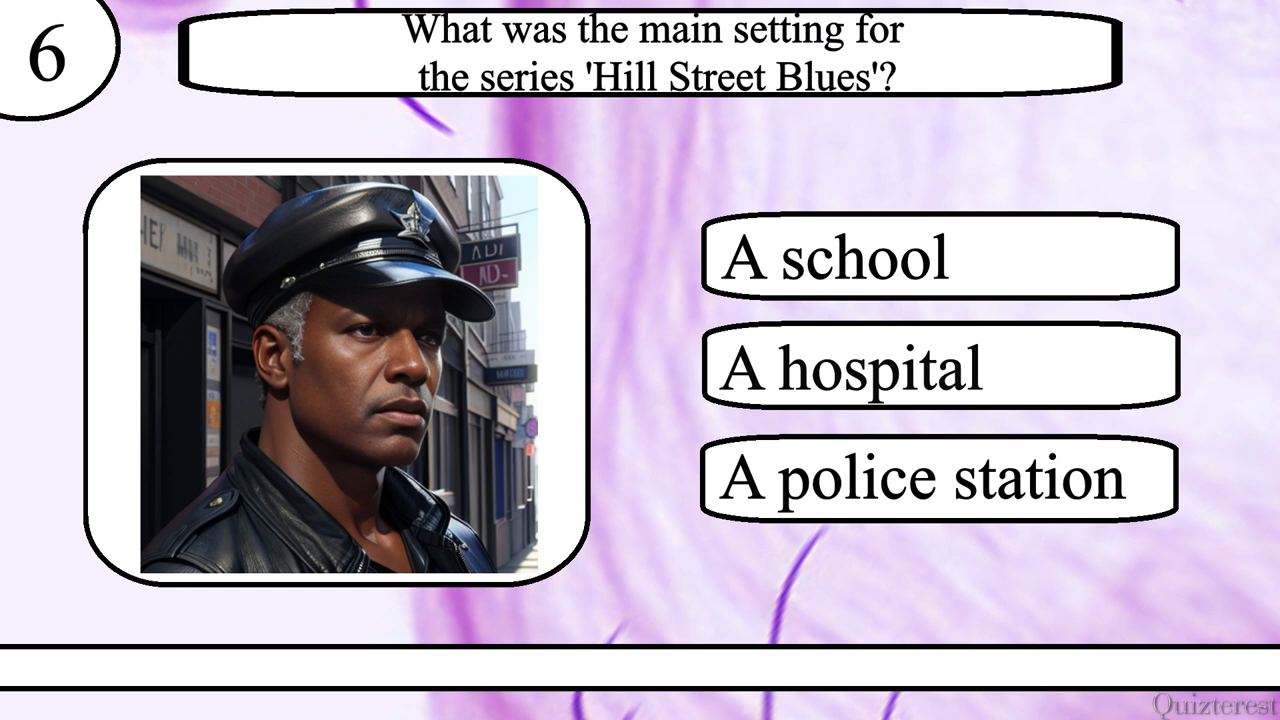 6
What was the main setting for
the series 'Hill Street Blues'?
A school
A hospital
A police station
Quizterest